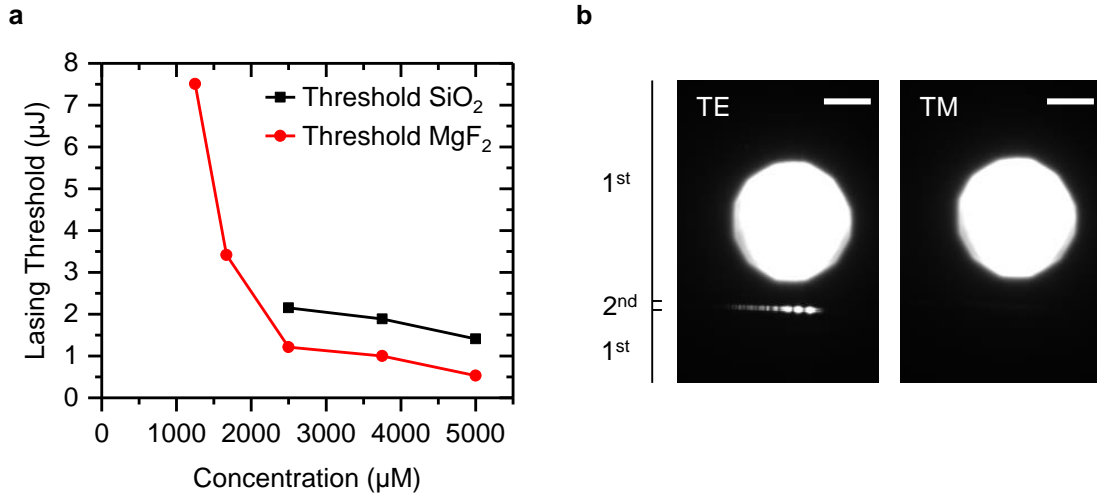 a
b
8
7
6
5
4
3
2
1
0
Lasing Threshold (µJ)
Threshold SiO₂
Threshold MgF₂
0 1000 2000 3000 4000 5000
Concentration (µM)
TE
TM
1ˢᵗ
2ⁿᵈ
1ˢᵗ